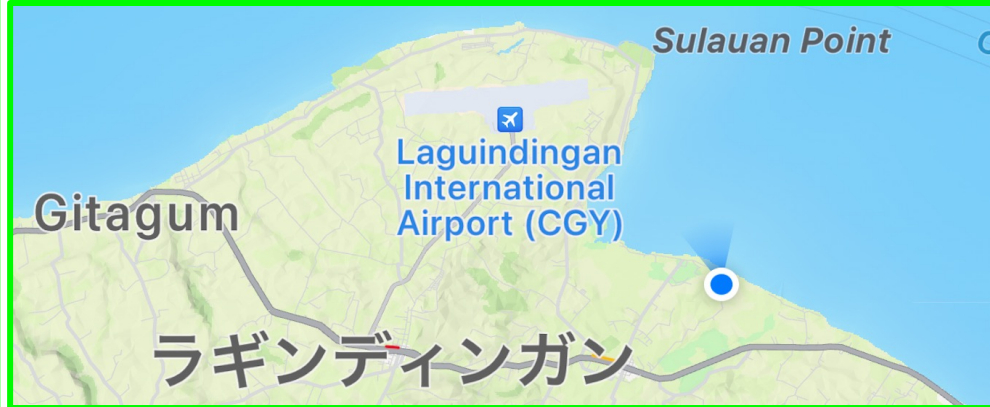 Sulauan Point
Laguindingan
International
Airport (CGY)
Gitagum
ラギンディンガン